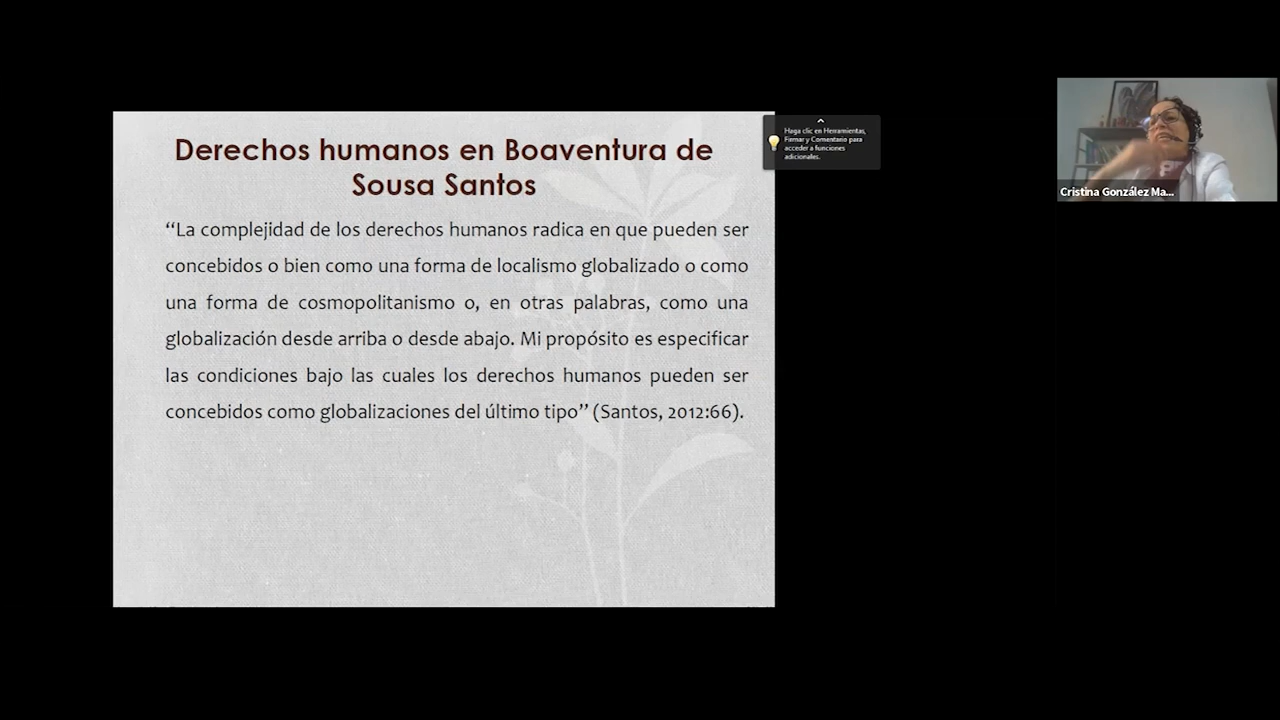 Derechos humanos en Boaventura de
Sousa Santos
“La complejidad de los derechos humanos radica en que pueden ser
concebidos o bien como una forma de localismo globalizado o como
una forma de cosmopolitanismo o, en otras palabras, como una
globalización desde arriba o desde abajo. Mi propósito es especificar
las condiciones bajo las cuales los derechos humanos pueden ser
concebidos como globalizaciones del último tipo” (Santos, 2012:66).
Haga clic en Herramientas,
Firmar y Comentario para
acceder a funciones
adicionales.
Cristina González Ma...